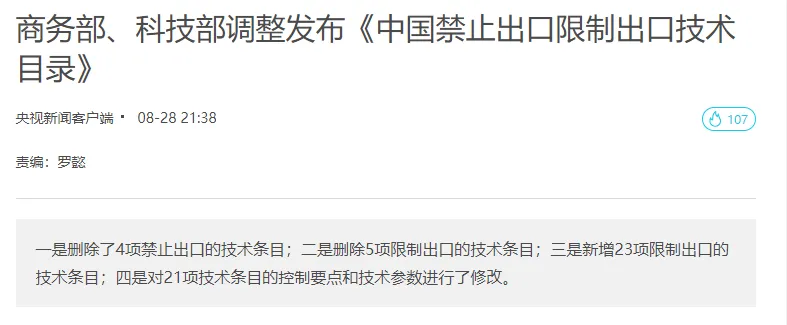 商务部、科技部调整发布《中国禁止出口限制出口技术
目录》
央视新闻客户端 • 08-28 21:38
107
责编：罗懿
一是删除了4项禁止出口的技术条目；二是删除5项限制出口的技术条目；三是新增23项限制出口的
技术条目；四是对21项技术条目的控制要点和技术参数进行了修改。